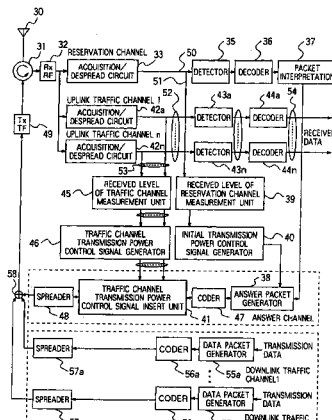 30
31
32
RESERVATION CHANNEL
33
50
35
36
37
Rx RF
ACQUISITION/ DESPREAD CIRCUIT
51
DETECTOR
DECODER
PACKET INTERPRETATION
UPLINK TRAFFIC CHANNEL 1
42a
52
43a
44a
54
ACQUISITION/ DESPREAD CIRCUIT
DETECTOR
DECODER
RECEIVED DATA
Tx TF
49
UPLINK TRAFFIC CHANNEL n
42n
ACQUISITION/ DESPREAD CIRCUIT
53
DETECTOR
DECODER
43n
44n
45
RECEIVED LEVEL OF TRAFFIC CHANNEL MEASUREMENT UNIT
RECEIVED LEVEL OF RESERVATION CHANNEL MEASUREMENT UNIT
39
46
TRAFFIC CHANNEL TRANSMISSION POWER CONTROL SIGNAL GENERATOR
INITIAL TRANSMISSION POWER CONTROL SIGNAL GENERATOR
40
38
58
SPREADER
48
TRAFFIC CHANNEL TRANSMISSION POWER CONTROL SIGNAL INSERT UNIT
41
CODER
47
ANSWER PACKET GENERATOR
ANSWER CHANNEL
SPREADER
57a
CODER
56a
DATA PACKET GENERATOR
55a
TRANSMISSION DATA
DOWNLINK TRAFFIC CHANNEL1
SPREADER
CODER
DATA PACKET GENERATOR
TRANSMISSION DATA
DOWNLINK TRAFFIC